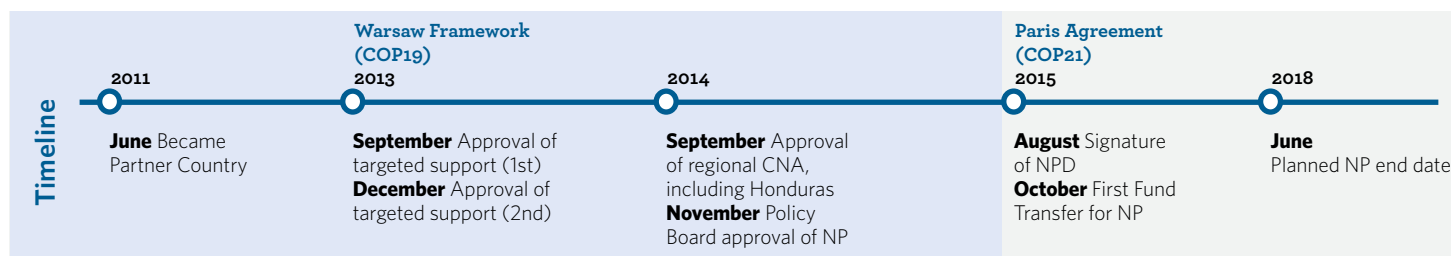 Timeline
Warsaw Framework
(COP19)
Paris Agreement
(COP21)
2011
2013
2014
2015
2018
June Became
Partner Country
September Approval of
targeted support (1st)
December Approval of
targeted support (2nd)
September Approval
of regional CNA,
including Honduras
November Policy
Board approval of NP
August Signature
of NPD
October First Fund
Transfer for NP
June
Planned NP end date